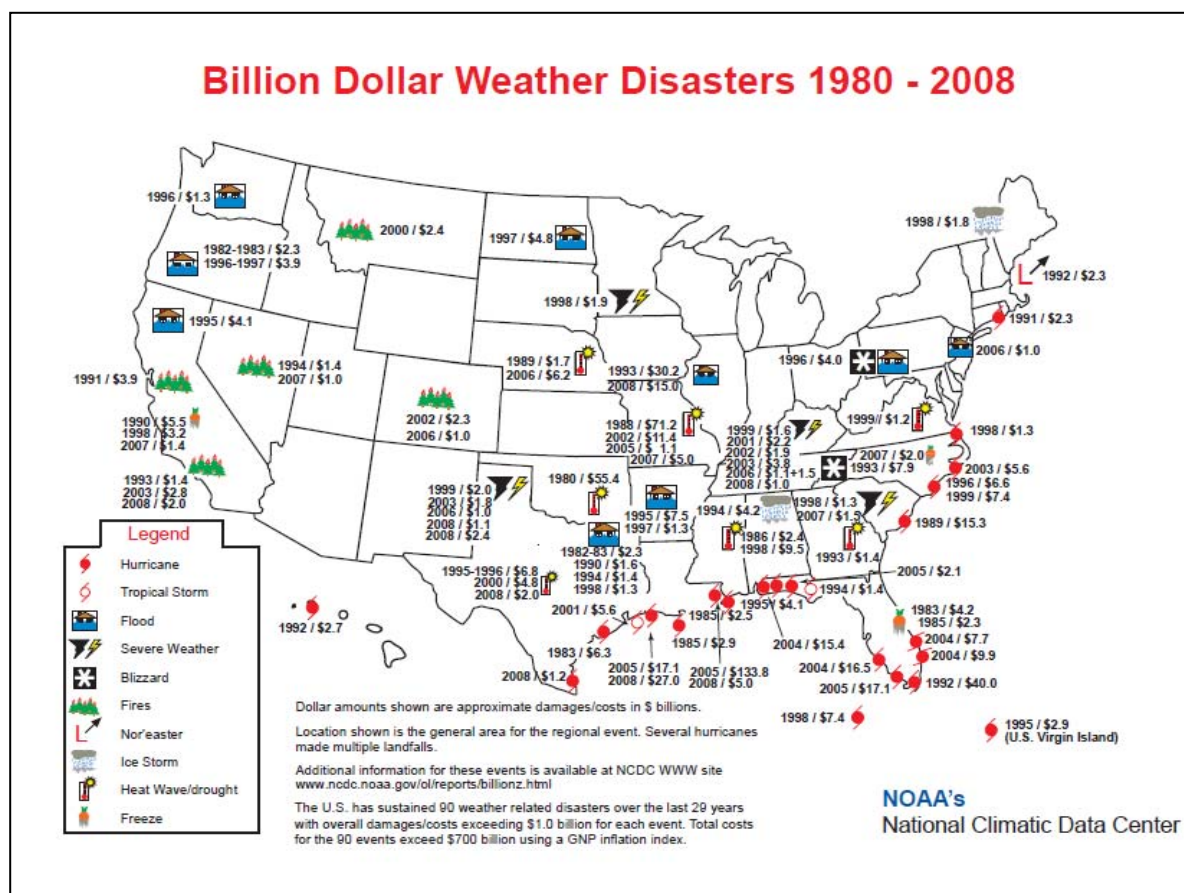 Billion Dollar Weather Disasters 1980 - 2008
1996 / $1.3
2000 / $2.4
1997 / $4.8
1998 / $1.8
1982-1983 / $2.3
1996-1997 / $3.9
1992 / $2.3
1998 / $1.9
1995 / $4.1
1991 / $2.3
1989 / $1.7
2006 / $6.2
1994 / $1.4
2007 / $1.0
1993 / $30.2
2008 / $15.0
1996 / $4.0
2006 / $1.0
1991 / $3.9
2002 / $2.3
2006 / $1.0
1990 / $5.5
1998 / $3.2
2007 / $1.4
1988 / $71.2
2002 / $11.4
2005 / $ 1.1
2007 / $5.0
1999 / $1.6
2001 / $2.2
2002 / $1.9
2003 / $3.8
2006 / $1.1+1.5
2008 / $1.0
1999// $1.2
1998 / $1.3
2007 / $2.0
1993 / $7.9
2003 / $5.6
1996 / $6.6
1999 / $7.4
1993 / $1.4
2003 / $2.8
2008 / $2.0
1999 / $2.0
2003 / $1.8
2006 / $1.0
2008 / $1.1
2008 / $2.4
1980 / $55.4
1995 / $7.5
1997 / $1.3
1994 / $4.2
1998 / $1.3
2007 / $1.5
1989 / $15.3
1986 / $2.4
1998 / $9.5
1993 / $1.4
1982-83 / $2.3
1990 / $1.6
1994 / $1.4
1998 / $1.3
1995-1996 / $6.8
2000 / $4.8
2008 / $2.0
2005 / $2.1
1994 / $1.4
1995 / $4.1
2001 / $5.6
1985 / $2.5
1983 / $4.2
1985 / $2.3
1992 / $2.7
1983 / $6.3
1985 / $2.9
2004 / $15.4
2004 / $7.7
2004 / $9.9
2008 / $1.2
2005 / $17.1
2008 / $27.0
2005 / $133.8
2008 / $5.0
2004 / $16.5
2005 / $17.1
1992 / $40.0
1998 / $7.4
1995 / $2.9
(U.S. Virgin Island)
Legend
Hurricane
Tropical Storm
Flood
Severe Weather
Blizzard
Fires
Nor'easter
Ice Storm
Heat Wave/drought
Freeze
Dollar amounts shown are approximate damages/costs in $ billions.
Location shown is the general area for the regional event. Several hurricanes
made multiple landfalls.
Additional information for these events is available at NCDC WWW site
www.ncdc.noaa.gov/ol/reports/billionz.html
The U.S. has sustained 90 weather related disasters over the last 29 years
with overall damages/costs exceeding $1.0 billion for each event. Total costs
for the 90 events exceed $700 billion using a GNP inflation index.
NOAA's
National Climatic Data Center